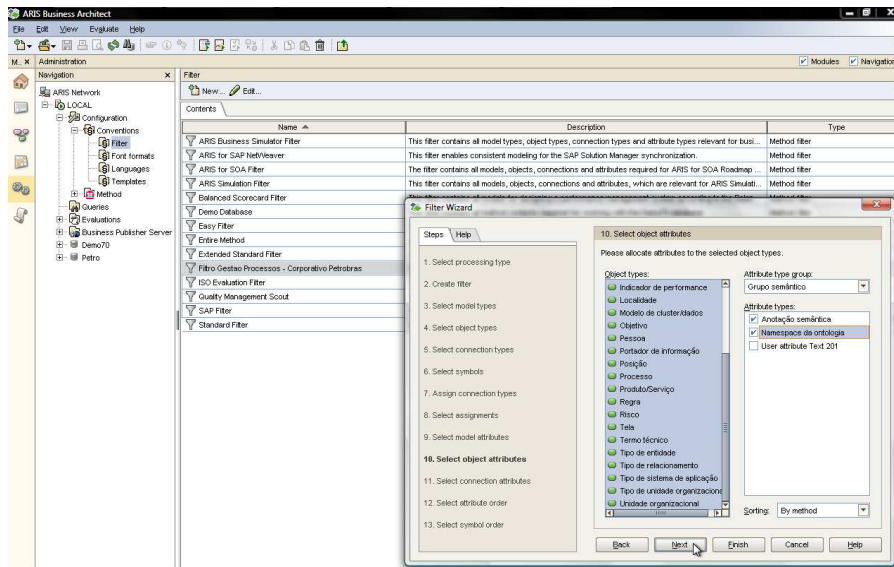 ARIS Business Architect
File Edit View Evaluate Help
M... X Administration
Modules Navigation
Navigation x
ARIS Network
LOCAL
Configuration
Conventions
Filter
Font formats
Languages
Templates
Method
Queries
Evaluations
Business Publisher Server
Demo70
Petro
Filter
New... Edit...
Contents
Name Description Type
ARIS Business Simulator Filter This filter contains all model types, object types, connection types and attribute types relevant for busi... Method filter
ARIS for SAP NetWeaver This filter enables consistent modeling for the SAP Solution Manager synchronization. Method filter
ARIS for SOA Filter The filter contains all models, objects, connections and attributes required for ARIS for SOA Roadmap ... Method filter
ARIS Simulation Filter This filter contains all models, objects, connections and attributes, which are relevant for ARIS Simulati... Method filter
Balanced Scorecard Filter
Demo Database
Easy Filter
Entire Method
Extended Standard Filter
Filtro Gestao Processos - Corporativo Petrobras
ISO Evaluation Filter
Quality Management Scout
SAP Filter
Standard Filter
Filter Wizard
Steps Help
1. Select processing type
2. Create filter
3. Select model types
4. Select object types
5. Select connection types
6. Select symbols
7. Assign connection types
8. Select assignments
9. Select model attributes
10. Select object attributes
11. Select connection attributes
12. Select attribute order
13. Select symbol order
10. Select object attributes
Please allocate attributes to the selected object types.
Object types:
Indicador de performance
Localidade
Modelo de cluster/dados
Objetivo
Pessoa
Portador de informação
Posição
Processo
Produto/Serviço
Regra
Risco
Tela
Termo técnico
Tipo de entidade
Tipo de relacionamento
Tipo de sistema de aplicação
Tipo de unidade organizaciona
Unidade organizacional
Attribute type group:
Grupo semântico
Attribute types:
Anotação semântica
Namespace da ontologia
User attribute Text 201
Sorting: By method
Back Next Finish Cancel Help